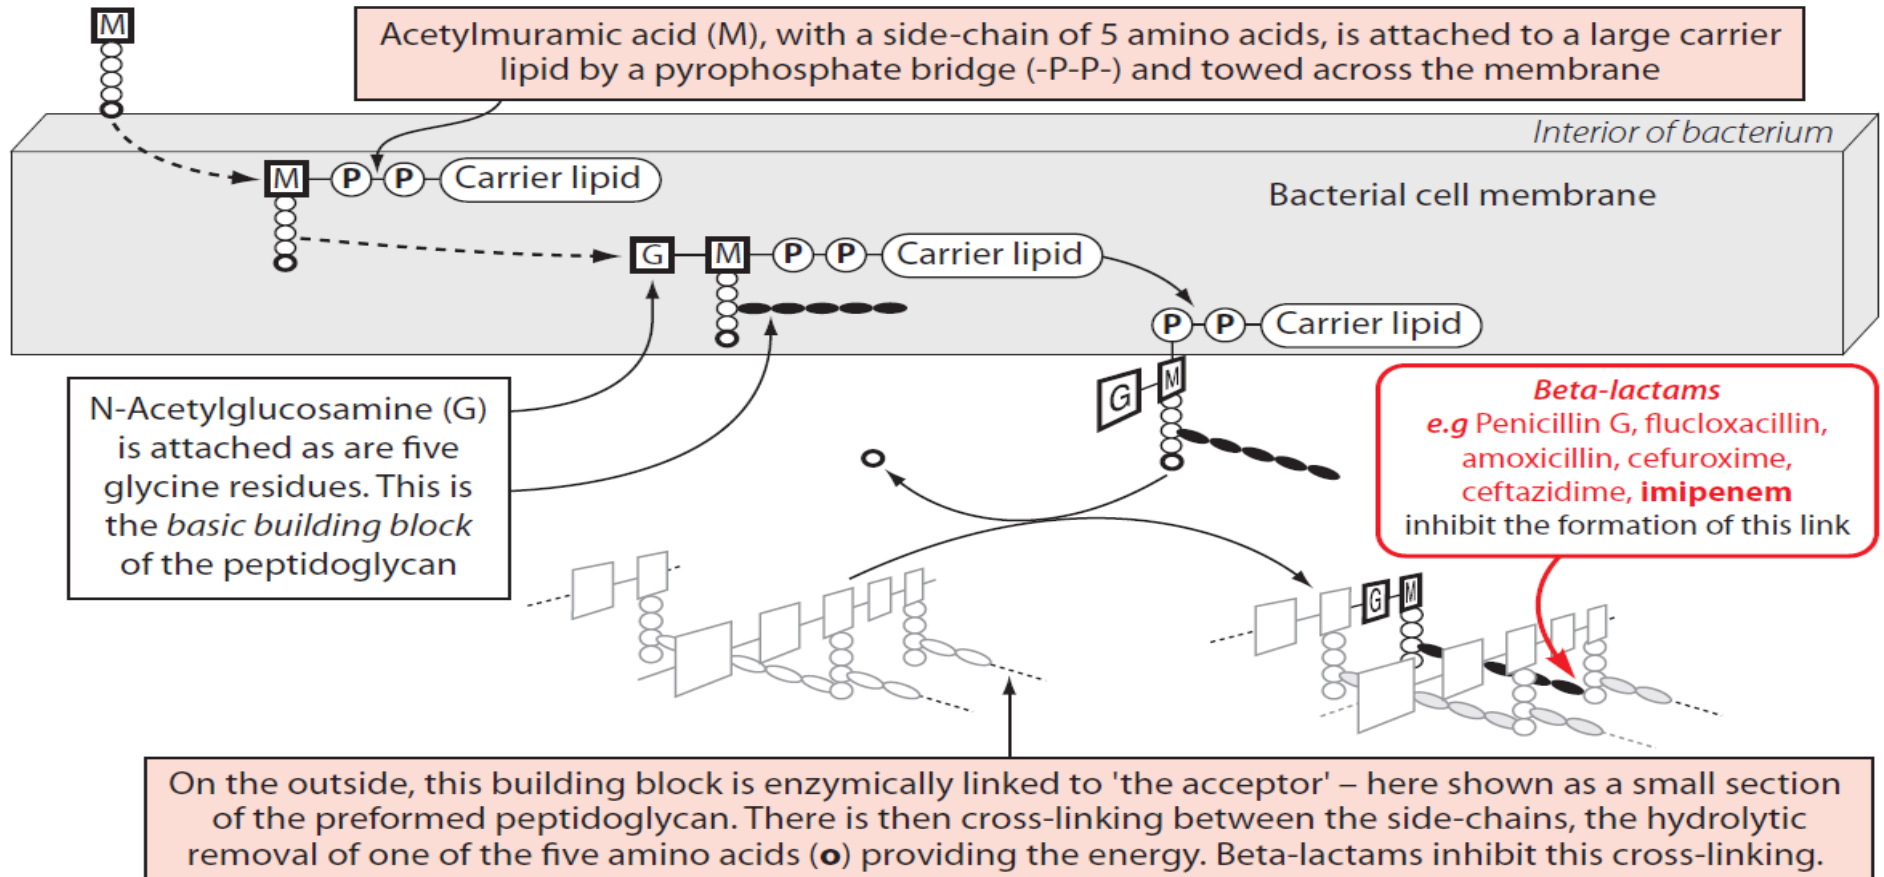 M
Acetylmuramic acid (M), with a side-chain of 5 amino acids, is attached to a large carrier
lipid by a pyrophosphate bridge (-P-P-) and towed across the membrane
Interior of bacterium
M P P Carrier lipid
Bacterial cell membrane
G M P P Carrier lipid
P P Carrier lipid
G M
N-Acetylglucosamine (G)
is attached as are five
glycine residues. This is
the basic building block
of the peptidoglycan
Beta-lactams
e.g Penicillin G, flucloxacillin,
amoxicillin, cefuroxime,
ceftazidime, imipenem
inhibit the formation of this link
G M
On the outside, this building block is enzymically linked to 'the acceptor' – here shown as a small section
of the preformed peptidoglycan. There is then cross-linking between the side-chains, the hydrolytic
removal of one of the five amino acids (o) providing the energy. Beta-lactams inhibit this cross-linking.